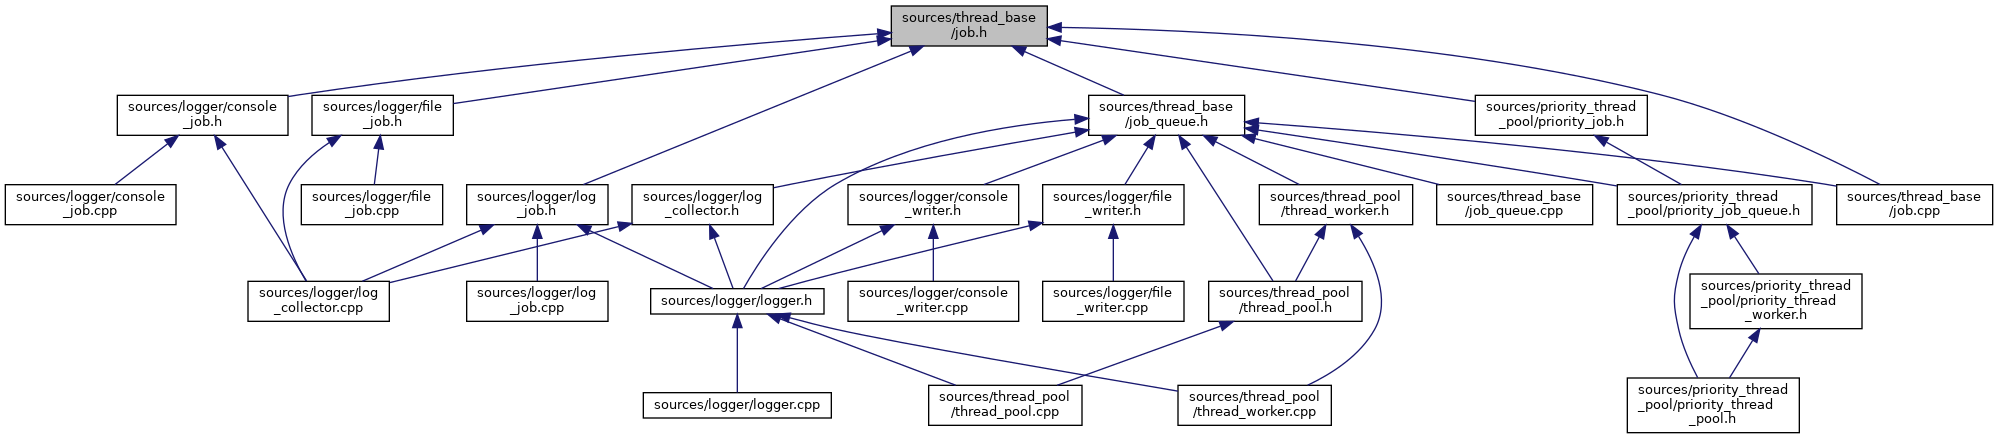 sources/thread_base
/job.h
sources/logger/console
_job.h
sources/logger/file
_job.h
sources/thread_base
/job_queue.h
sources/priority_thread
_pool/priority_job.h
sources/logger/console
_job.cpp
sources/logger/file
_job.cpp
sources/logger/log
_job.h
sources/logger/log
_collector.h
sources/logger/console
_writer.h
sources/logger/file
_writer.h
sources/thread_pool
/thread_worker.h
sources/thread_base
/job_queue.cpp
sources/priority_thread
_pool/priority_job_queue.h
sources/thread_base
/job.cpp
sources/logger/log
_collector.cpp
sources/logger/log
_job.cpp
sources/logger/logger.h
sources/logger/console
_writer.cpp
sources/logger/file
_writer.cpp
sources/thread_pool
/thread_pool.h
sources/priority_thread
_pool/priority_thread
_worker.h
sources/logger/logger.cpp
sources/thread_pool
/thread_pool.cpp
sources/thread_pool
/thread_worker.cpp
sources/priority_thread
_pool/priority_thread
_pool.h